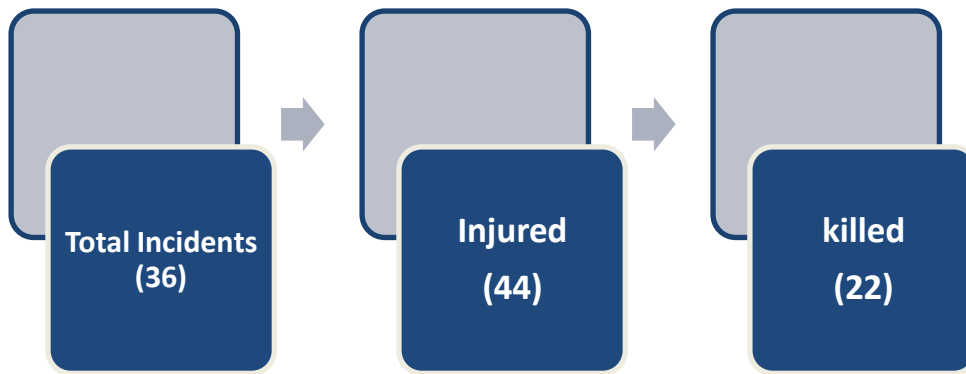 Total Incidents
(36)
Injured
(44)
killed
(22)